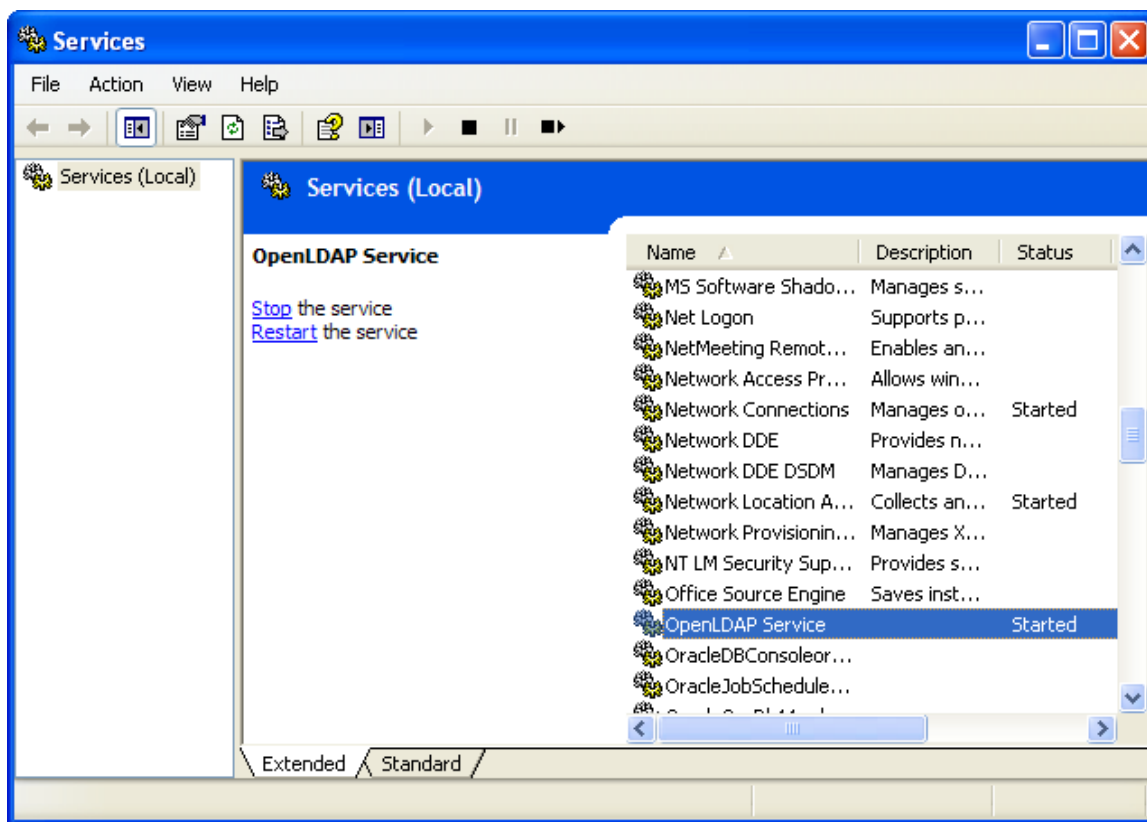 Services
File Action View Help
Services (Local)
Services (Local)
OpenLDAP Service
Stop the service
Restart the service
Name Description Status
MS Software Shado... Manages s...
Net Logon Supports p...
NetMeeting Remot... Enables an...
Network Access Pr... Allows win...
Network Connections Manages o... Started
Network DDE Provides n...
Network DDE DSDM Manages D...
Network Location A... Collects an... Started
Network Provisionin... Manages X...
NT LM Security Sup... Provides s...
Office Source Engine Saves inst...
OpenLDAP Service Started
OracleDBConsoleor...
OracleJobSchedule...
Extended Standard